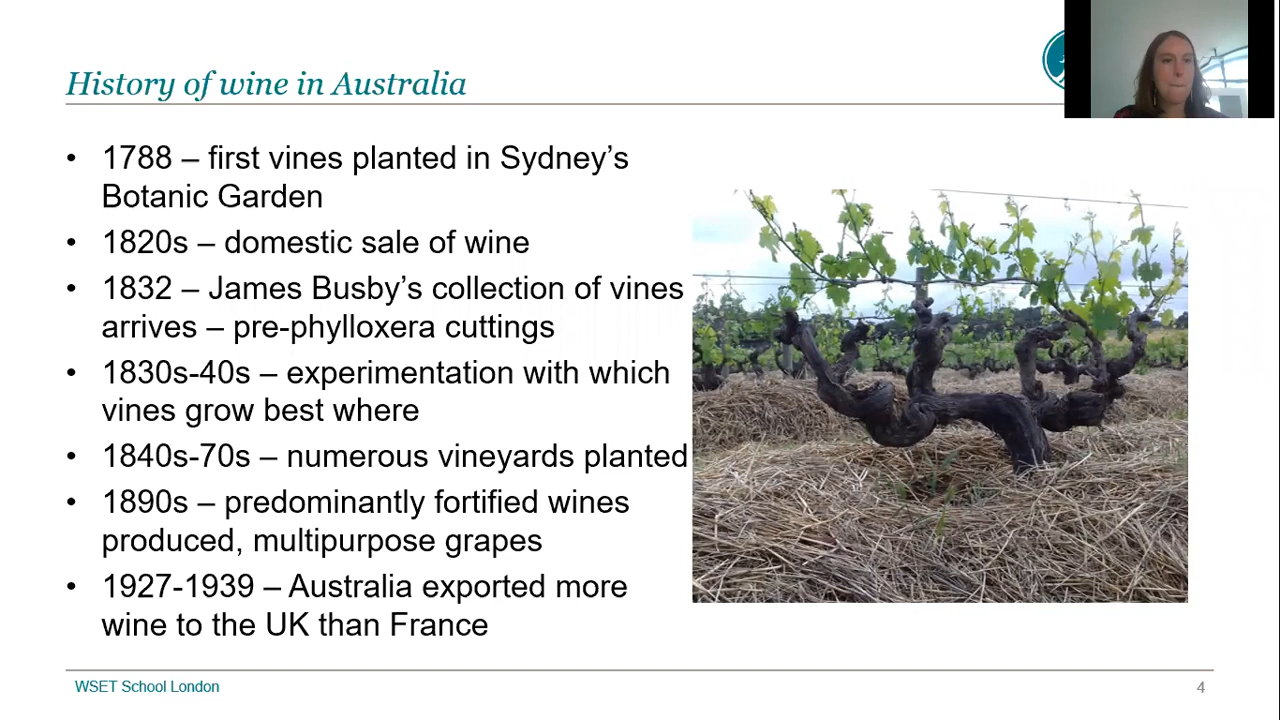 History of wine in Australia
• 1788 – first vines planted in Sydney’s
Botanic Garden
• 1820s – domestic sale of wine
• 1832 – James Busby’s collection of vines
arrives – pre-phylloxera cuttings
• 1830s-40s – experimentation with which
vines grow best where
• 1840s-70s – numerous vineyards planted
• 1890s – predominantly fortified wines
produced, multipurpose grapes
• 1927-1939 – Australia exported more
wine to the UK than France
WSET School London
4